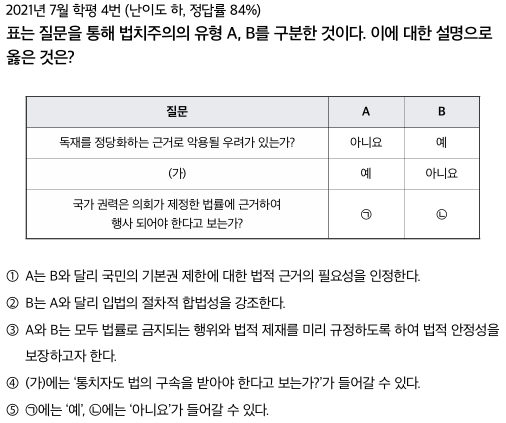 2021년 7월 학평 4번 (난이도 하, 정답률 84%)
표는 질문을 통해 법치주의의 유형 A, B를 구분한 것이다. 이에 대한 설명으로
옳은 것은?
질문 A B
독재를 정당화하는 근거로 악용될 우려가 있는가? 아니요 예
(가) 예 아니요
국가 권력은 의회가 제정한 법률에 근거하여
행사 되어야 한다고 보는가? ㉠ ㉡
① A는 B와 달리 국민의 기본권 제한에 대한 법적 근거의 필요성을 인정한다.
② B는 A와 달리 입법의 절차적 합법성을 강조한다.
③ A와 B는 모두 법률로 금지되는 행위와 법적 제재를 미리 규정하도록 하여 법적 안정성을
보장하고자 한다.
④ (가)에는 ‘통치자도 법의 구속을 받아야 한다고 보는가?’가 들어갈 수 있다.
⑤ ㉠에는 ‘예’, ㉡에는 ‘아니요’가 들어갈 수 있다.